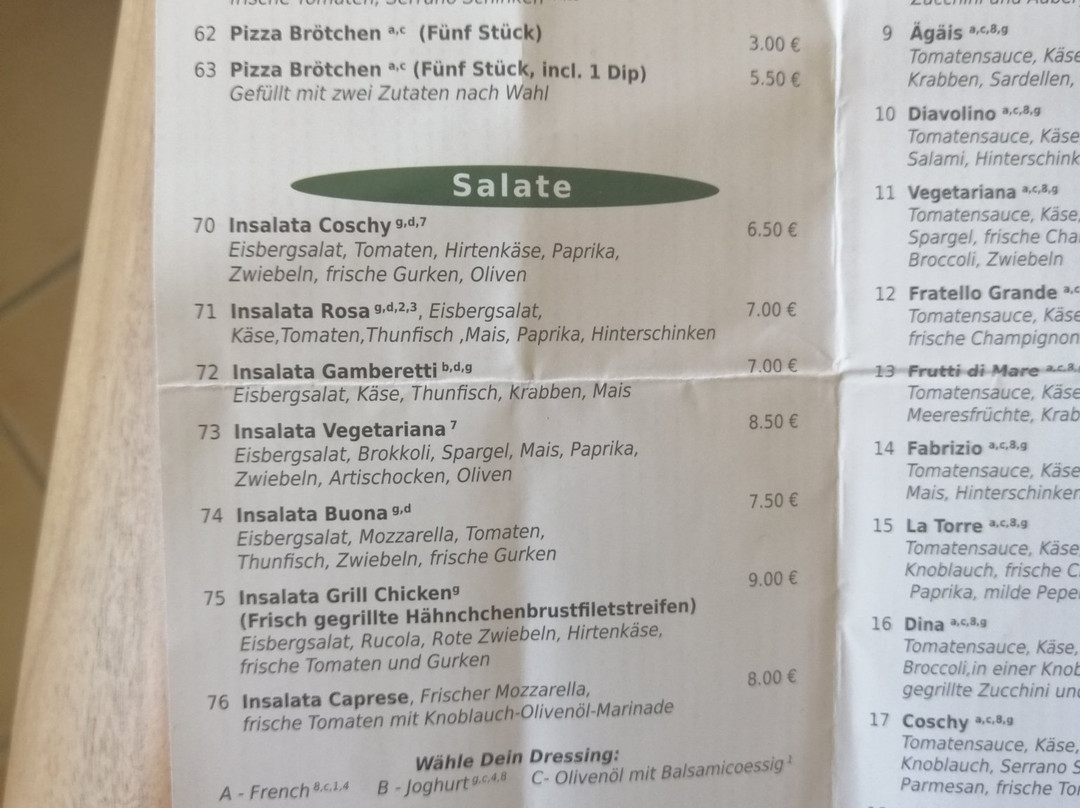 62 Pizza Brötchen a,c (Fünf Stück) 3.00 €
63 Pizza Brötchen a,c (Fünf Stück, incl. 1 Dip) 5.50 €
Gefüllt mit zwei Zutaten nach Wahl
Salate
70 Insalata Coschy g,d,7 6.50 €
Eisbergsalat, Tomaten, Hirtenkäse, Paprika,
Zwiebeln, frische Gurken, Oliven
71 Insalata Rosa g,d,2,3, Eisbergsalat, 7.00 €
Käse,Tomaten,Thunfisch ,Mais, Paprika, Hinterschinken
72 Insalata Gamberetti b,d,g 7.00 €
Eisbergsalat, Käse, Thunfisch, Krabben, Mais
73 Insalata Vegetariana 7 8.50 €
Eisbergsalat, Brokkoli, Spargel, Mais, Paprika,
Zwiebeln, Artischocken, Oliven
74 Insalata Buona g,d 7.50 €
Eisbergsalat, Mozzarella, Tomaten,
Thunfisch, Zwiebeln, frische Gurken
75 Insalata Grill Chicken g 9.00 €
(Frisch gegrillte Hähnchchenbrustfiletstreifen)
Eisbergsalat, Rucola, Rote Zwiebeln, Hirtenkäse,
frische Tomaten und Gurken
76 Insalata Caprese, Frischer Mozzarella, 8.00 €
frische Tomaten mit Knoblauch-Olivenöl-Marinade
Wähle Dein Dressing:
A - French 8,c,1,4 B - Joghurt g,c,4,8 C- Olivenöl mit Balsamicoessig 1
9 Ägäis a,c,8,g
Tomatensauce, Käse
Krabben, Sardellen,
10 Diavolino a,c,8,g
Tomatensauce, Käse,
Salami, Hinterschink
11 Vegetariana a,c,8,g
Tomatensauce, Käse,
Spargel, frische Cha
Broccoli, Zwiebeln
12 Fratello Grande a,c
Tomatensauce, Käse
frische Champignon
13 Frutti di Mare a,c,8,
Tomatensauce, Käse
Meeresfrüchte, Krab
14 Fabrizio a,c,8,g
Tomatensauce, Käse
Mais, Hinterschinken
15 La Torre a,c,8,g
Tomatensauce, Käse
Knoblauch, frische C
Paprika, milde Pepe
16 Dina a,c,8,g
Tomatensauce, Käse,
Broccoli,in einer Knob
gegrillte Zucchini und
17 Coschy a,c,8,g
Tomatensauce, Käse,
Knoblauch, Serrano S
Parmesan, frische To